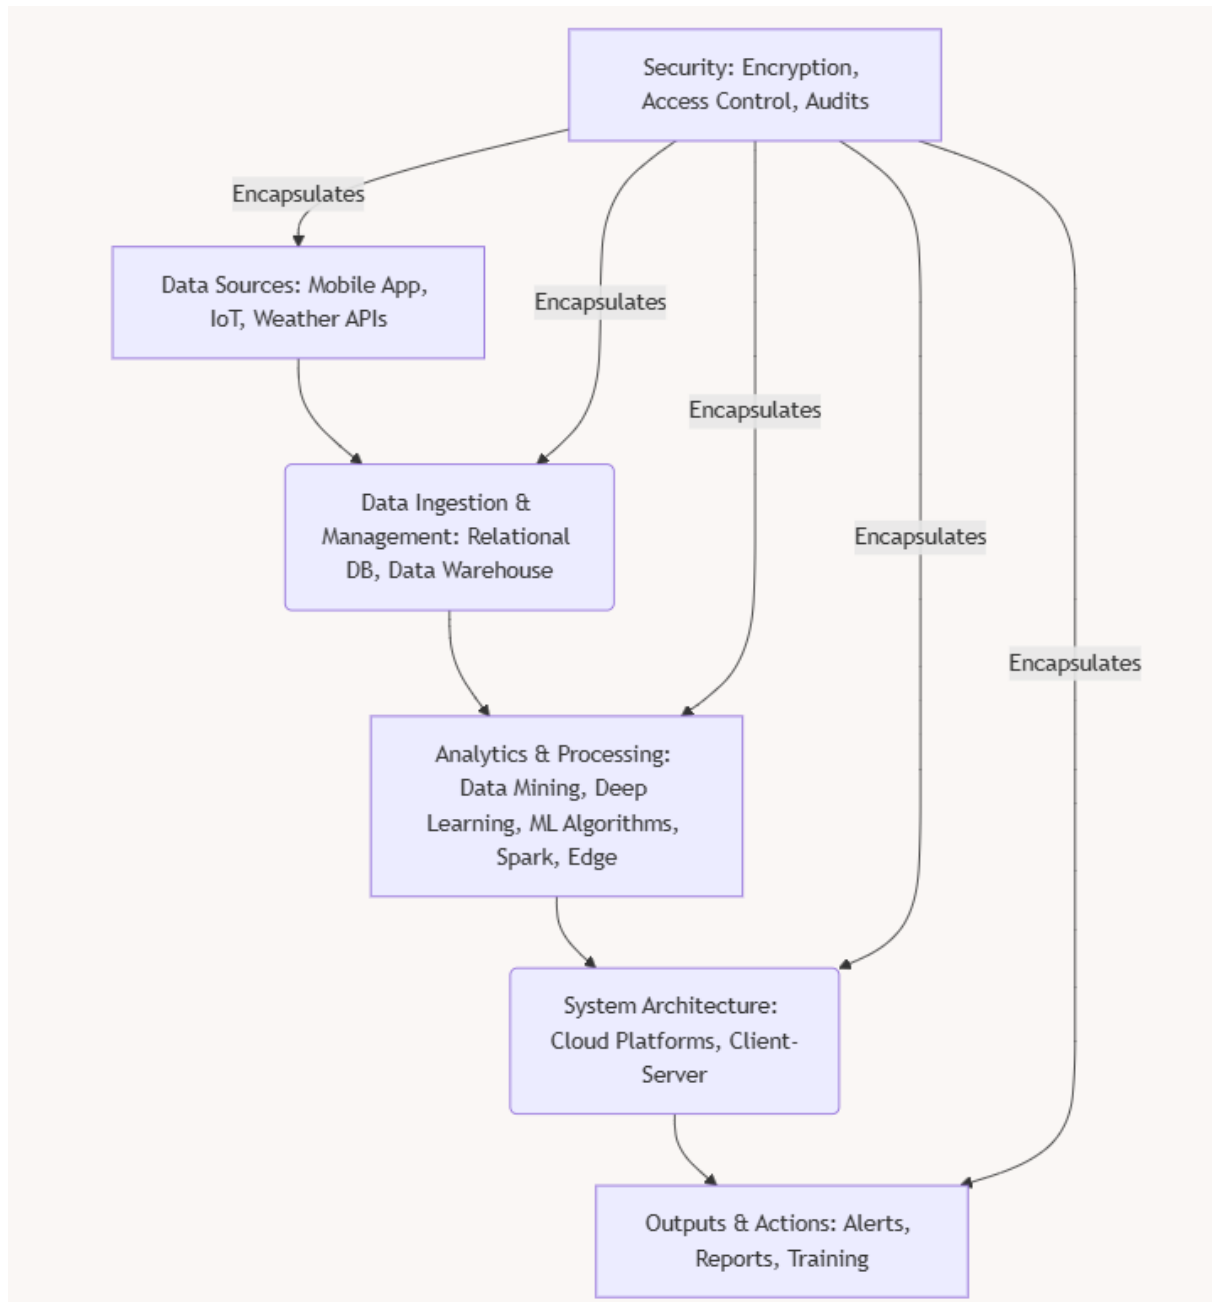 Security: Encryption,
Access Control, Audits
Encapsulates
Data Sources: Mobile App,
IoT, Weather APIs
Encapsulates
Encapsulates
Data Ingestion &
Management: Relational
DB, Data Warehouse
Encapsulates
Encapsulates
Analytics & Processing:
Data Mining, Deep
Learning, ML Algorithms,
Spark, Edge
System Architecture:
Cloud Platforms, Client-
Server
Outputs & Actions: Alerts,
Reports, Training